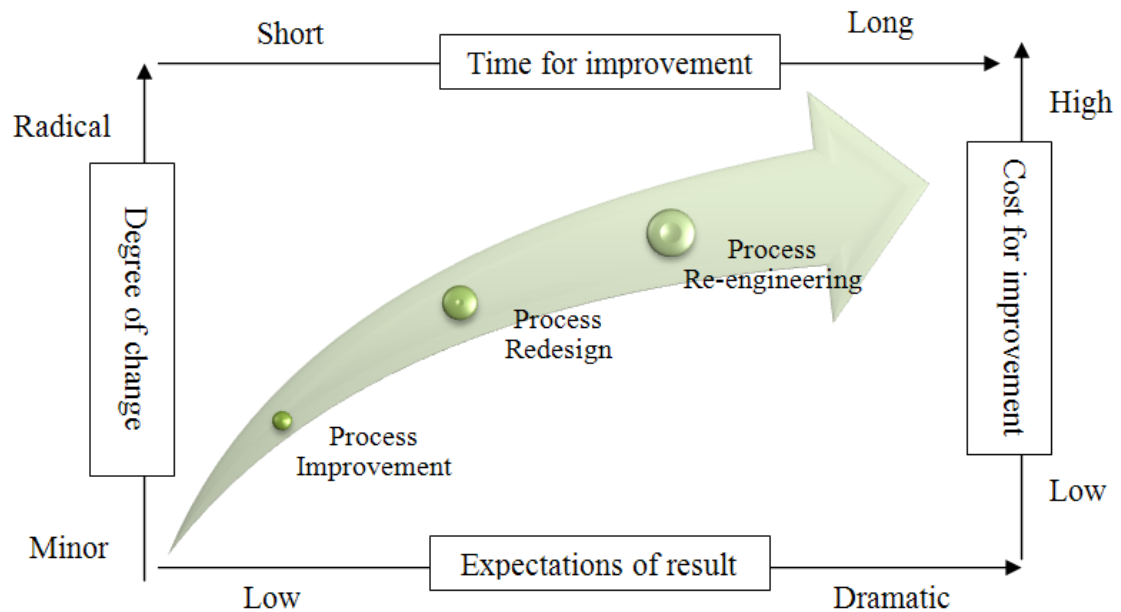 Short
Long
Time for improvement
Radical
High
Degree of change
Cost for improvement
Process
Re-engineering
Process
Redesign
Process
Improvement
Minor
Low
Expectations of result
Low
Dramatic